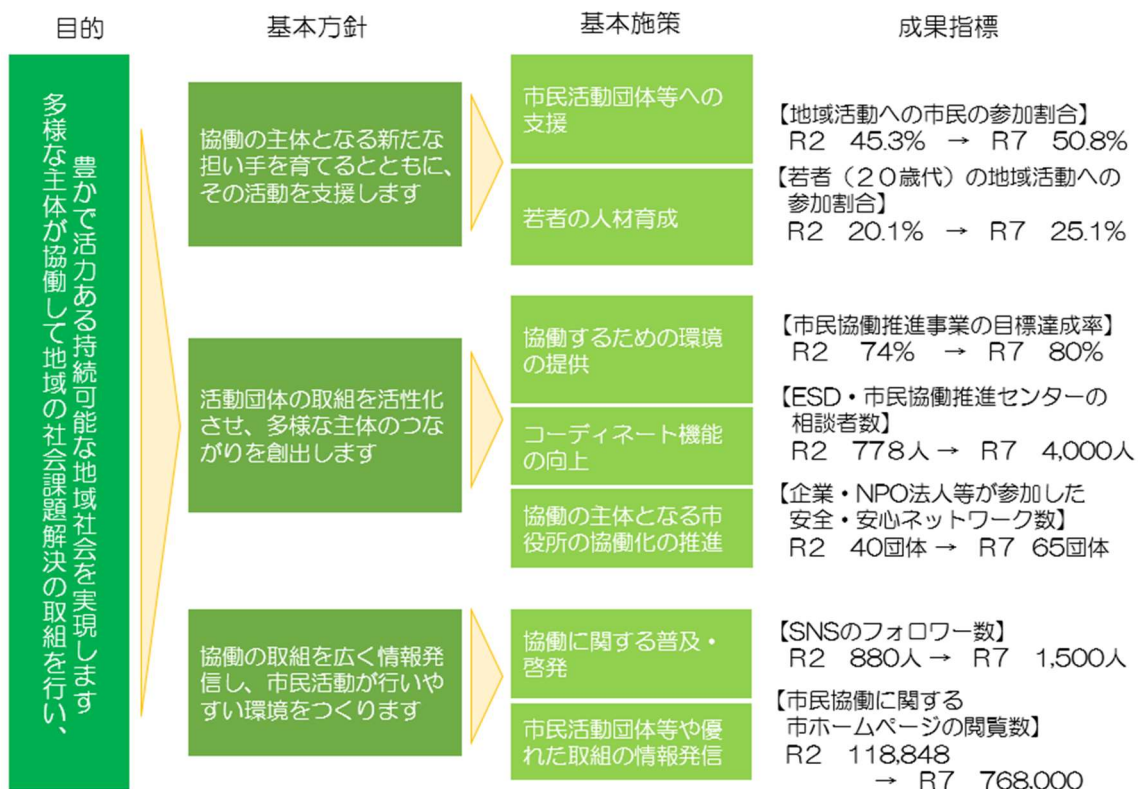 目的
基本方針
基本施策
成果指標
多様な主体が協働して地域の社会課題解決の取組を行い、
豊かで活力ある持続可能な地域社会を実現します
協働の主体となる新たな
担い手を育てるとともに、
その活動を支援します
市民活動団体等への
支援
若者の人材育成
【地域活動への市民の参加割合】
R2 45.3% → R7 50.8%
【若者（20歳代）の地域活動への
参加割合】
R2 20.1% → R7 25.1%
活動団体の取組を活性化
させ、多様な主体のつな
がりを創出します
協働するための環境
の提供
コーディネート機能
の向上
協働の主体となる市
役所の協働化の推進
【市民協働推進事業の目標達成率】
R2 74% → R7 80%
【ESD・市民協働推進センターの
相談者数】
R2 778人 → R7 4,000人
【企業・NPO法人等が参加した
安全・安心ネットワーク数】
R2 40団体 → R7 65団体
協働の取組を広く情報発
信し、市民活動が行いや
すい環境をつくります
協働に関する普及・
啓発
市民活動団体等や優
れた取組の情報発信
【SNSのフォロワー数】
R2 880人 → R7 1,500人
【市民協働に関する
市ホームページの閲覧数】
R2 118,848
→ R7 768,000